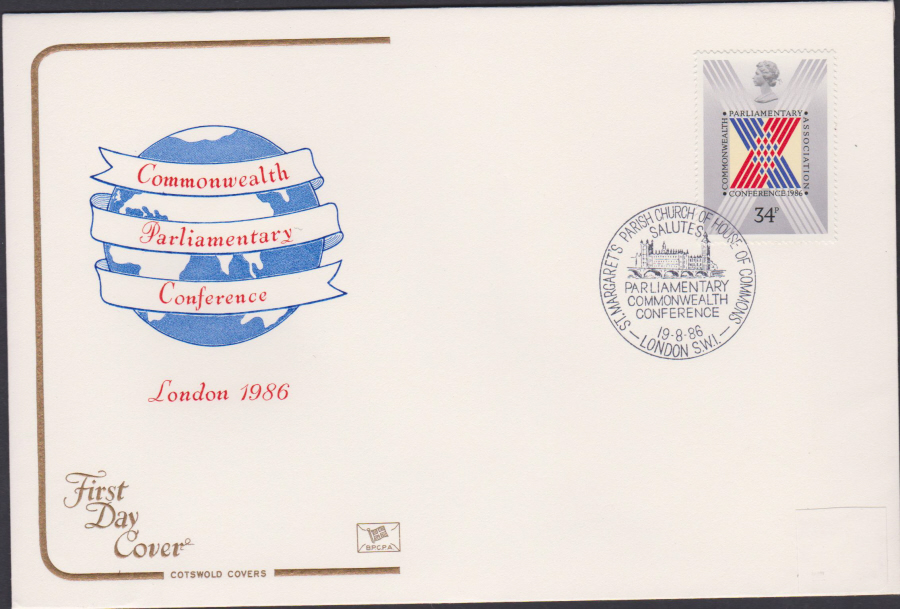 Commonwealth
Parliamentary
Conference
London 1986
First
Day
Cover
COTSWOLD COVERS
BPCPA
PARLIAMENTARY
COMMONWEALTH
ASSOCIATION
CONFERENCE 1986
34P
ST. MARGARET'S PARISH CHURCH OF HOUSE OF COMMONS
SALUTES
PARLIAMENTARY
COMMONWEALTH
CONFERENCE
19-8-86
LONDON S.W.1.